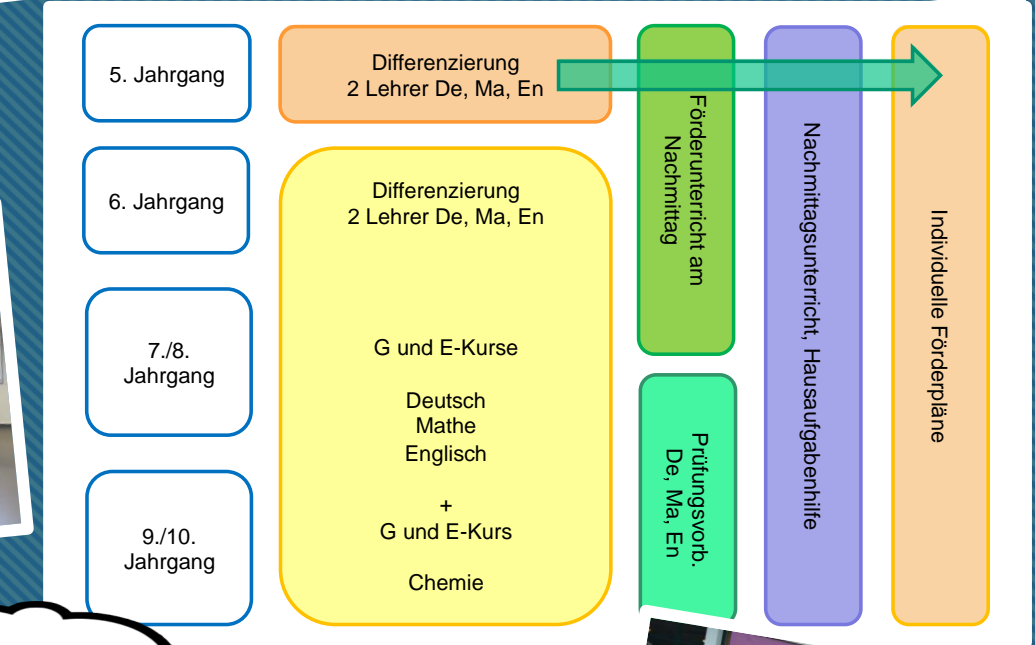 5. Jahrgang
Differenzierung
2 Lehrer De, Ma, En
6. Jahrgang
Differenzierung
2 Lehrer De, Ma, En
7./8.
Jahrgang
G und E-Kurse
Deutsch
Mathe
Englisch
9./10.
Jahrgang
+
G und E-Kurs
Chemie
Förderunterricht am
Nachmittag
Prüfungsvorb.
De, Ma, En
Nachmittagsunterricht, Hausaufgabenhilfe
Individuelle Förderpläne